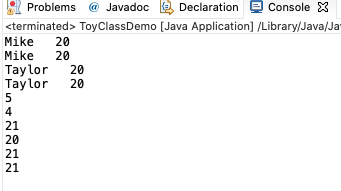 Problems @ Javadoc Declaration Console
<terminated> ToyClassDemo [Java Application] /Library/Java/Ja
Mike   20
Mike   20
Taylor   20
Taylor   20
5
4
21
20
21
21